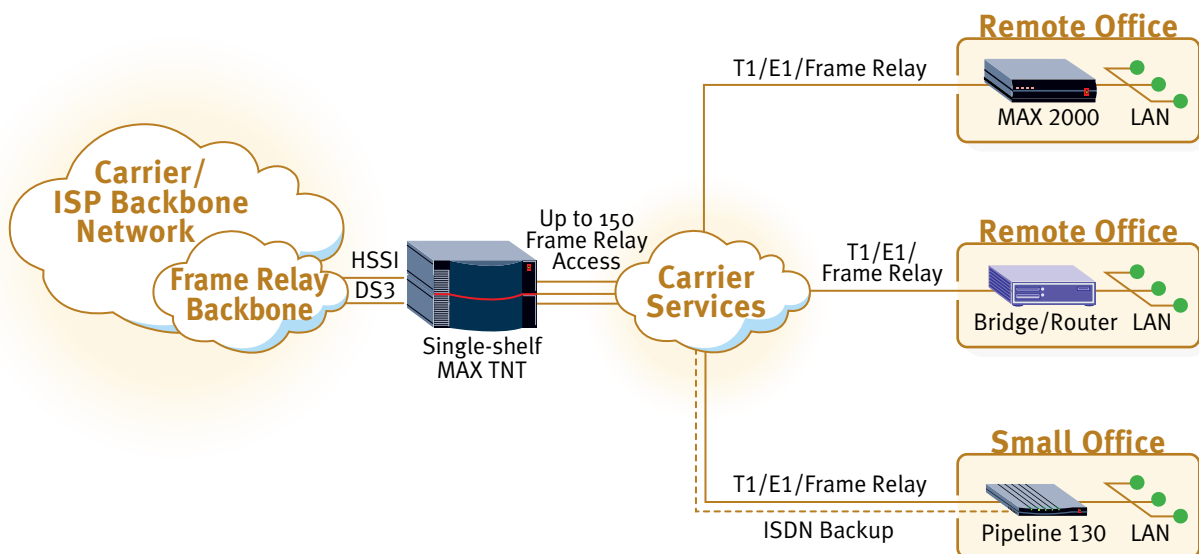 Carrier/
ISP Backbone
Network
Frame Relay
Backbone
HSSI
DS3
Single-shelf
MAX TNT
Up to 150
Frame Relay
Access
Carrier
Services
T1/E1/Frame Relay
Remote Office
MAX 2000
LAN
T1/E1/
Frame Relay
Remote Office
Bridge/Router
LAN
T1/E1/Frame Relay
ISDN Backup
Small Office
Pipeline 130
LAN